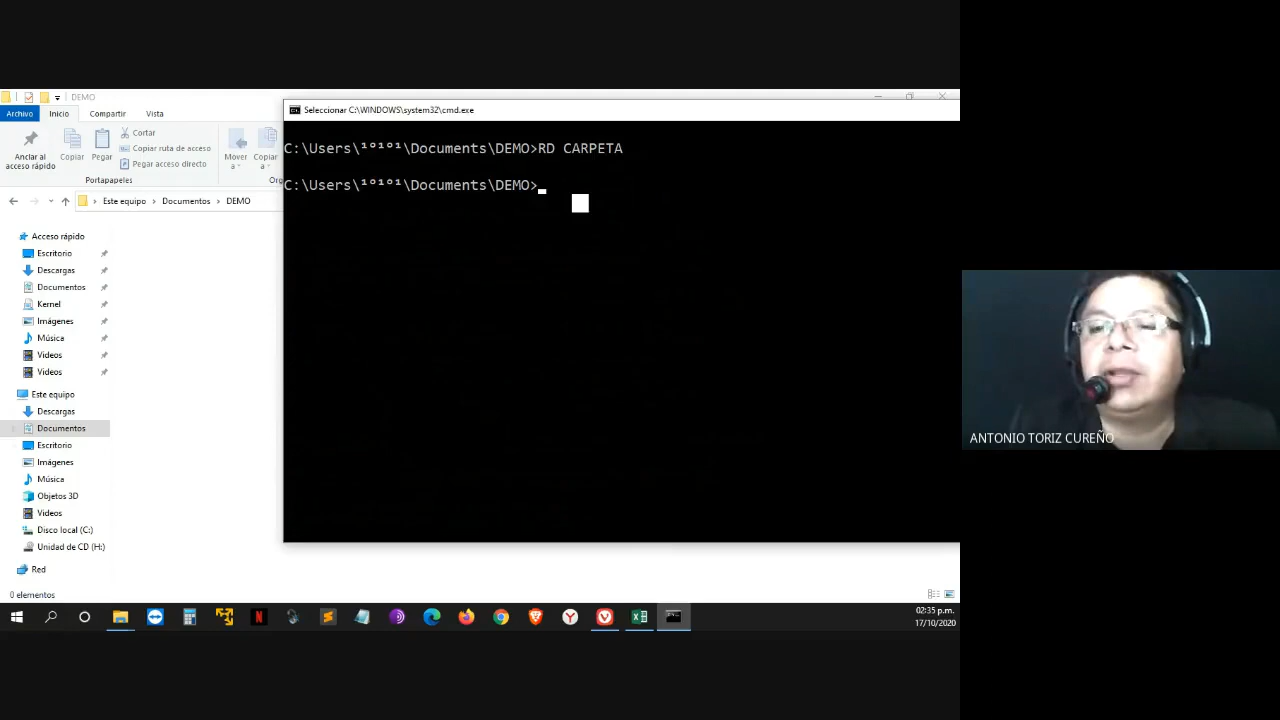 DEMO
Archivo Inicio Compartir Vista
Anclar al acceso rápido
Copiar
Pegar
Cortar
Copiar ruta de acceso
Pegar acceso directo
Mover a
Copiar a
Portapapeles
Org
Este equipo > Documentos > DEMO
Acceso rápido
Escritorio
Descargas
Documentos
Kernel
Imágenes
Música
Videos
Videos
Este equipo
Descargas
Documentos
Escritorio
Imágenes
Música
Objetos 3D
Videos
Disco local (C:)
Unidad de CD (H:)
Red
0 elementos
Seleccionar C:\WINDOWS\system32\cmd.exe
C:\Users\¹º¹º¹\Documents\DEMO>RD CARPETA
C:\Users\¹º¹º¹\Documents\DEMO>
ANTONIO TORIZ CUREÑO
02:35 p.m.
17/10/2020